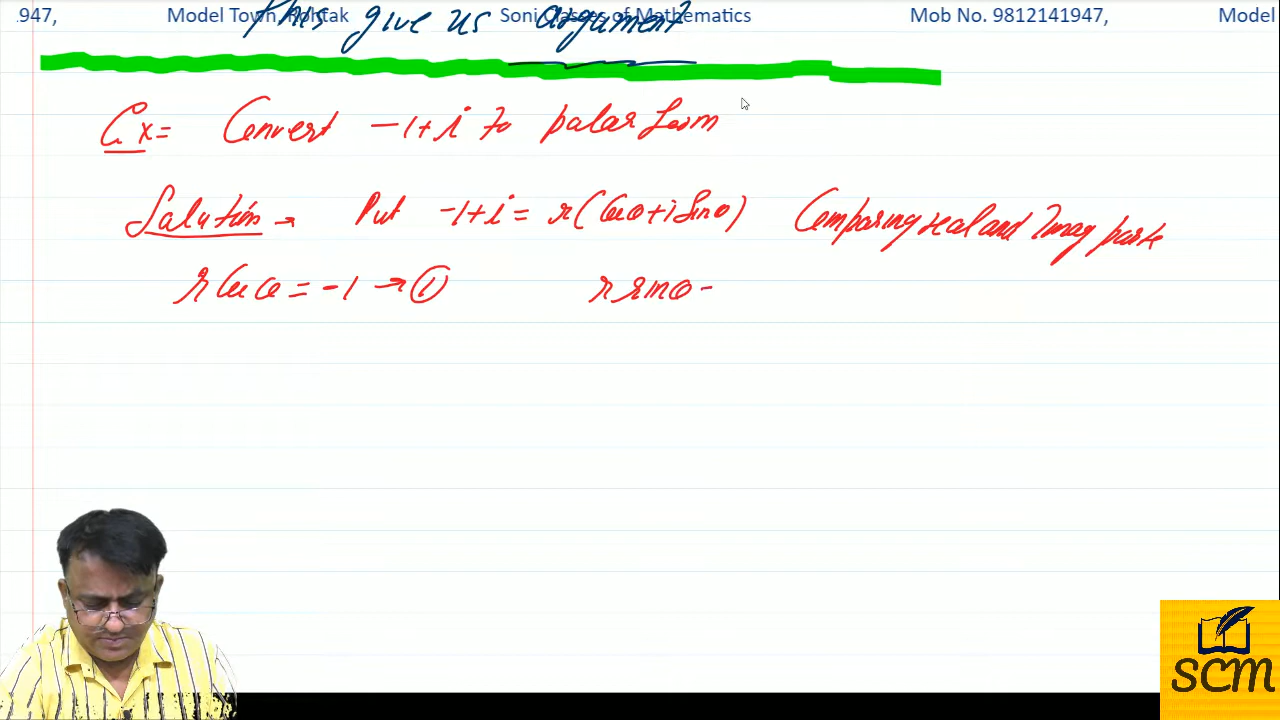 .947, Model Town, Rohtak Soni Classes of Mathematics Mob No. 9812141947, Model
this give us argument
Ex= Convert -1+i to polar form
Solution → Put -1+i = r(Cosθ+i Sinθ) Comparing real and Imag parts
r Cosθ = -1 → ① r sinθ -
SCM